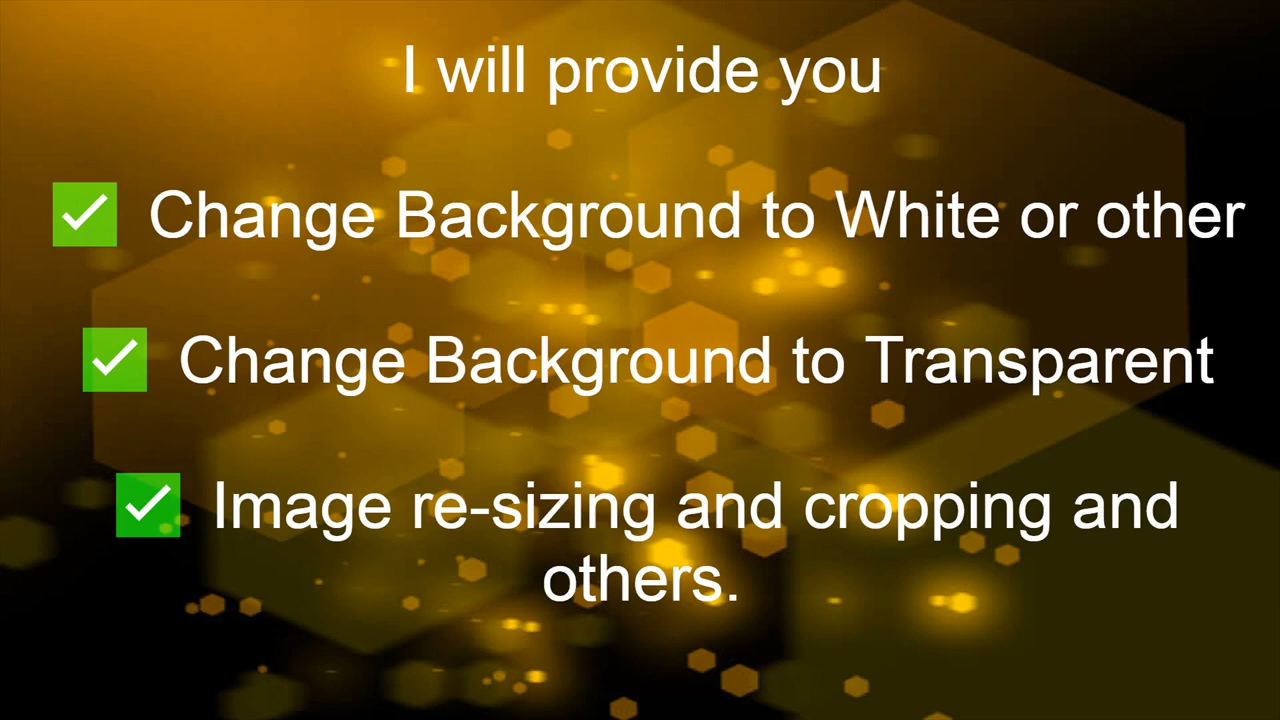 I will provide you
✅ Change Background to White or other
✅ Change Background to Transparent
✅ Image re-sizing and cropping and
others.